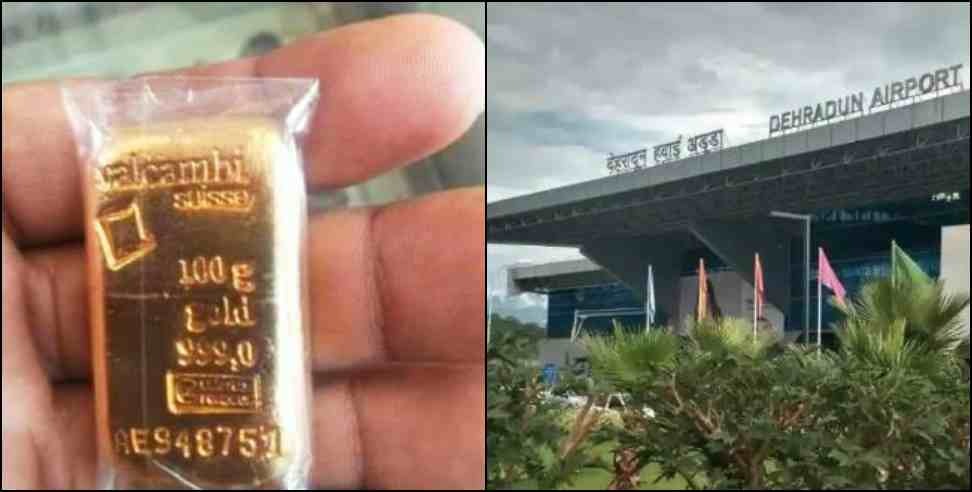 valcambi
suisse
100 g
gold
999,0
AE948751
देहरादून हवाई अड्डा
DEHRADUN AIRPORT